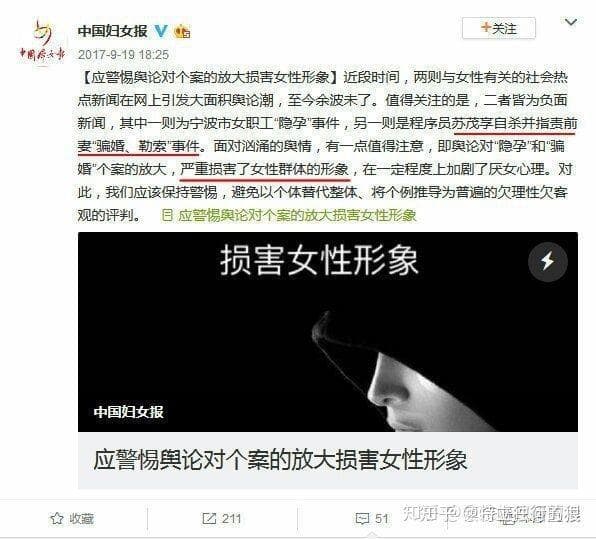 中国妇女报
+关注
中國婦女報
2017-9-19 18:25
【应警惕舆论对个案的放大损害女性形象】近段时间，两则与女性有关的社会热
点新闻在网上引发大面积舆论潮，至今余波未了。值得关注的是，二者皆为负面
新闻，其中一则为宁波市女职工“隐孕”事件，另一则是程序员苏茂享自杀并指责前
妻“骗婚、勒索”事件。面对汹涌的舆情，有一点值得注意，即舆论对“隐孕”和“骗
婚”个案的放大，严重损害了女性群体的形象，在一定程度上加剧了厌女心理。对
此，我们应该保持警惕，避免以个体替代整体、将个例推导为普遍的欠理性欠客
观的评判。 应警惕舆论对个案的放大损害女性形象
损害女性形象
中国妇女报
应警惕舆论对个案的放大损害女性形象
收藏
211
51
知乎